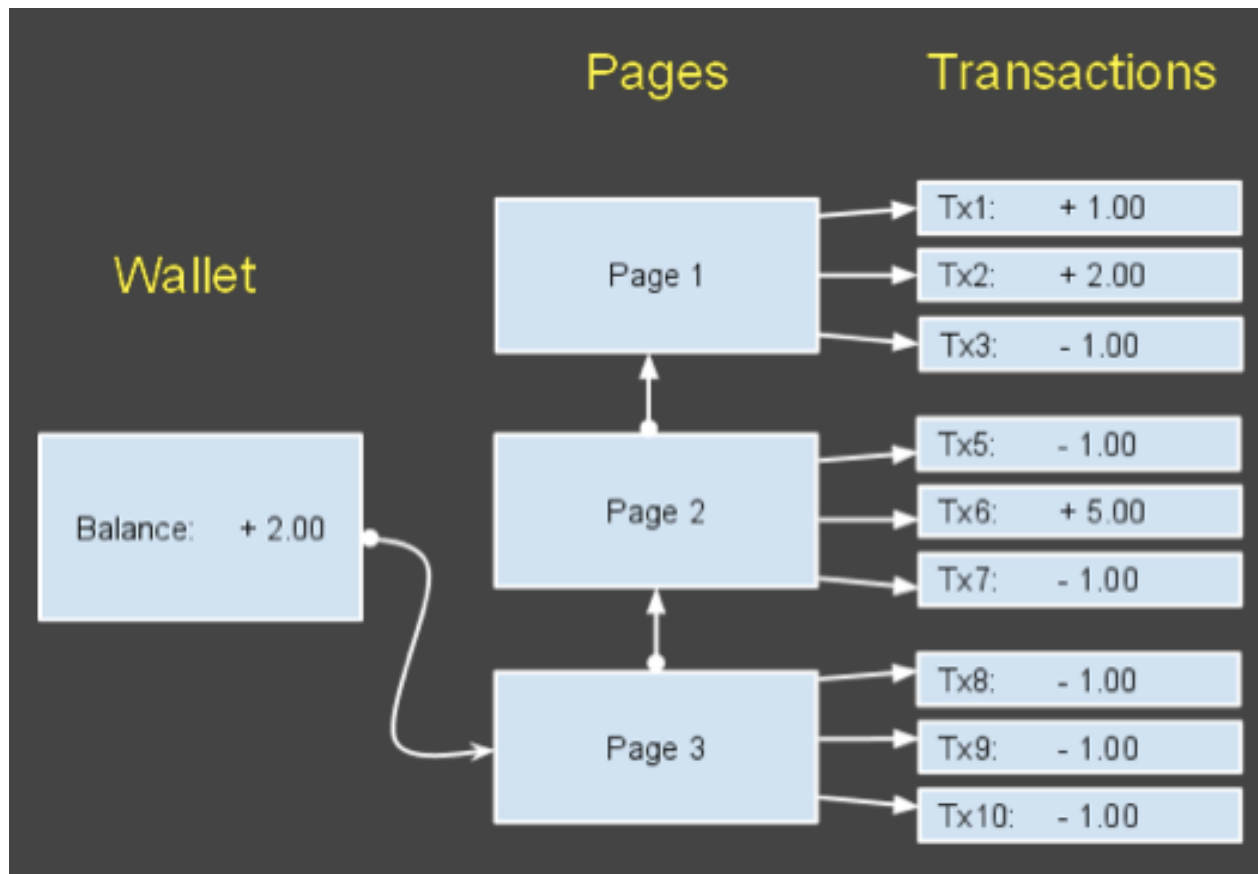 Pages
Transactions
Wallet
Page 1
Tx1: + 1.00
Tx2: + 2.00
Tx3: - 1.00
Balance: + 2.00
Page 2
Tx5: - 1.00
Tx6: + 5.00
Tx7: - 1.00
Page 3
Tx8: - 1.00
Tx9: - 1.00
Tx10: - 1.00